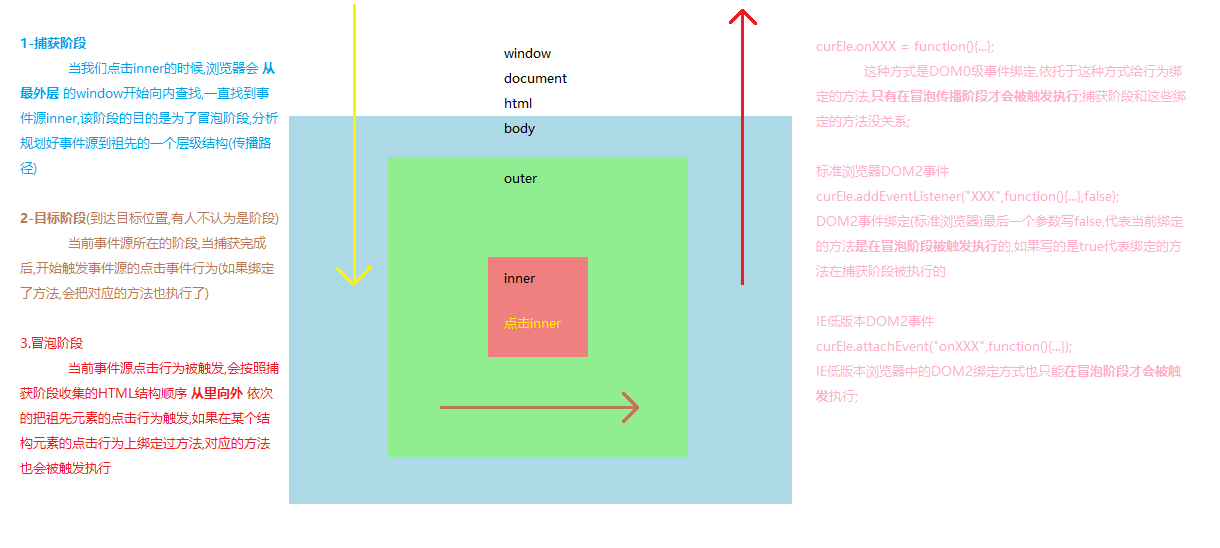 1-捕获阶段
当我们点击inner的时候,浏览器会 从
最外层 的window开始向内查找,一直找到事
件源inner,该阶段的目的是为了冒泡阶段,分析
规划好事件源到祖先的一个层级结构(传播路
径)
2-目标阶段(到达目标位置,有人不认为是阶段)
当前事件源所在的阶段,当捕获完成
后,开始触发事件源的点击事件行为(如果绑定
了方法,会把对应的方法也执行了)
3.冒泡阶段
当前事件源点击行为被触发,会按照捕
获阶段收集的HTML结构顺序 从里向外 依次
的把祖先元素的点击行为触发,如果在某个结
构元素的点击行为上绑定过方法,对应的方法
也会被触发执行
window
document
html
body
outer
inner
点击inner
curEle.onXXX = function(){...};
这种方式是DOM0级事件绑定,依托于这种方式给行为绑
定的方法,只有在冒泡传播阶段才会被触发执行;捕获阶段和这些绑
定的方法没关系;
标准浏览器DOM2事件
curEle.addEventListener("XXX",function(){...},false);
DOM2事件绑定(标准浏览器)最后一个参数写false,代表当前绑定
的方法是在冒泡阶段被触发执行的,如果写的是true代表绑定的方
法在捕获阶段被执行的
IE低版本DOM2事件
curEle.attachEvent("onXXX",function(){...});
IE低版本浏览器中的DOM2绑定方式也只能在冒泡阶段才会被触
发执行;